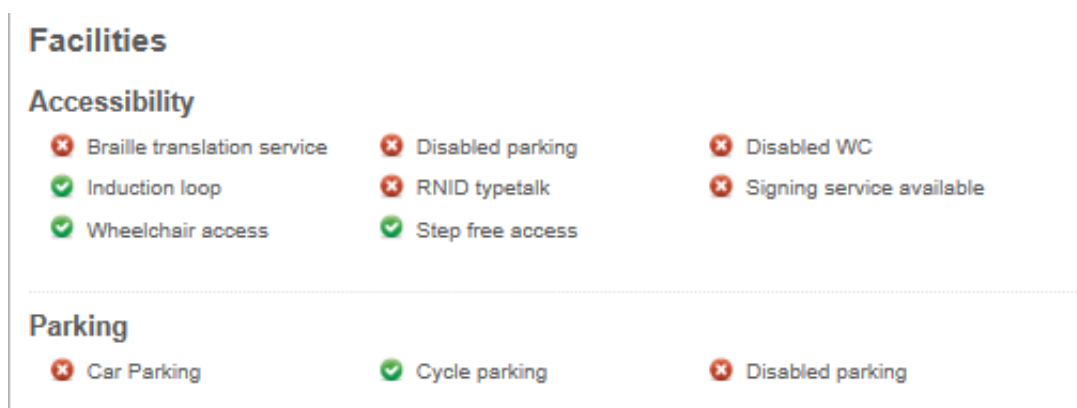 Facilities
Accessibility
Braille translation service Disabled parking Disabled WC
Induction loop RNID typetalk Signing service available
Wheelchair access Step free access
Parking
Car Parking Cycle parking Disabled parking